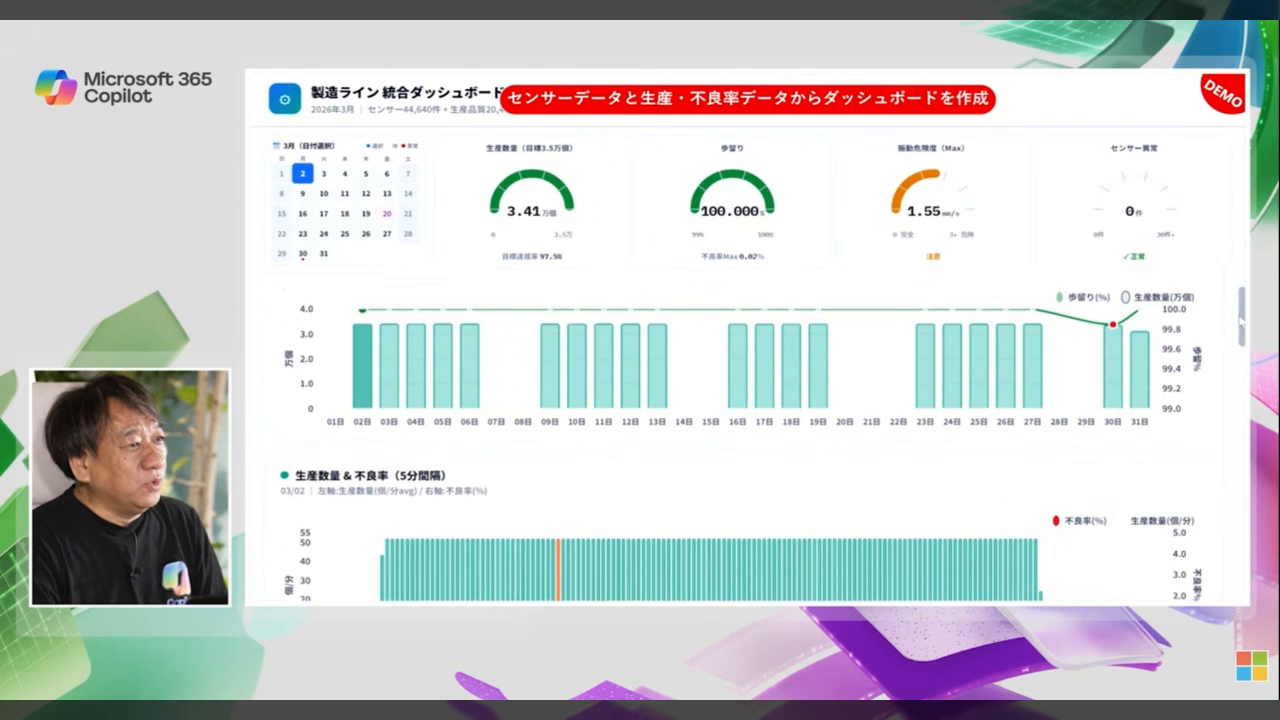 Microsoft 365
Copilot
製造ライン 統合ダッシュボード
センサーデータと生産・不良率データからダッシュボードを作成
DEMO
2026年3月 | センサー44,640件 + 生産品質20,4
3月（日付選択） 選択 休 異常
日 月 火 水 木 金 土
1 2 3 4 5 6 7
8 9 10 11 12 13 14
15 16 17 18 19 20 21
22 23 24 25 26 27 28
29 30 31
生産数量（目標3.5万個）
3.41万個
0 3.5万
目標達成率 97.5%
歩留り
100.000%
99% 100%
不良率Max 0.02%
振動危険度（Max）
1.55mm/s
0 安全 3+ 危険
注意
センサー異常
0件
0件 30件+
✓正常
歩留り(%) 生産数量(万個)
万個
4.0
3.0
2.0
1.0
0
100.0
99.8
99.6
99.4
99.2
99.0
歩留%
01日 02日 03日 04日 05日 06日 07日 08日 09日 10日 11日 12日 13日 14日 15日 16日 17日 18日 19日 20日 21日 22日 23日 24日 25日 26日 27日 28日 29日 30日 31日
生産数量 & 不良率（5分間隔）
03/02 | 左軸:生産数量(個/分avg) / 右軸:不良率(%)
不良率(%) 生産数量(個/分)
個/分
55
50
40
30
20
5.0
4.0
3.0
2.0
不良率%